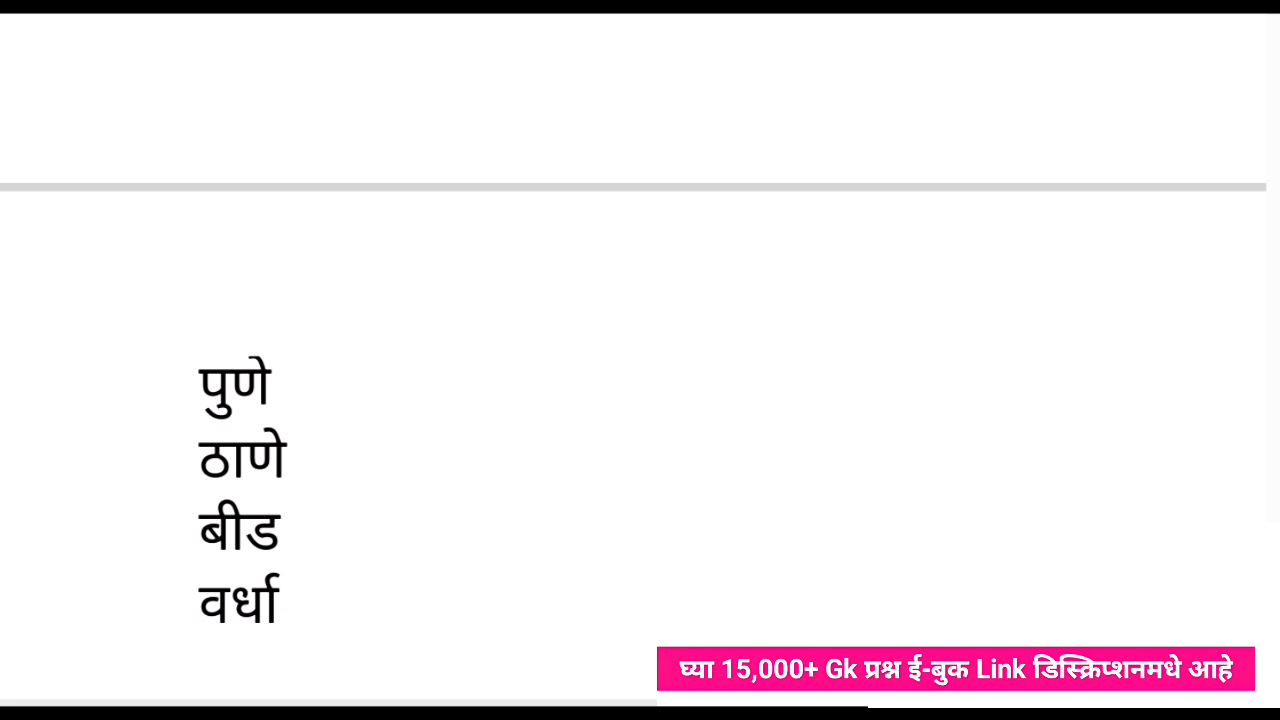 पुणे
ठाणे
बीड
वर्धा
घ्या 15,000+ Gk प्रश्न ई-बुक Link डिस्क्रिप्शनमधे आहे